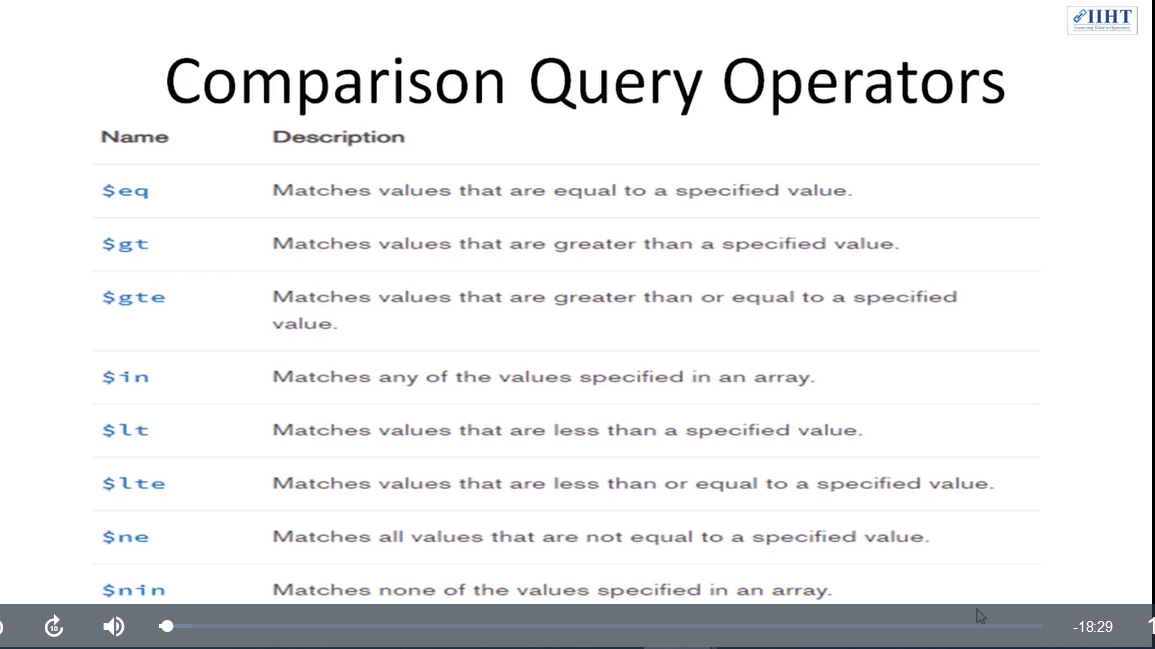 IIHT
Comparison Query Operators
Name Description
$eq Matches values that are equal to a specified value.
$gt Matches values that are greater than a specified value.
$gte Matches values that are greater than or equal to a specified
value.
$in Matches any of the values specified in an array.
$lt Matches values that are less than a specified value.
$lte Matches values that are less than or equal to a specified value.
$ne Matches all values that are not equal to a specified value.
$nin Matches none of the values specified in an array.
10 -18:29